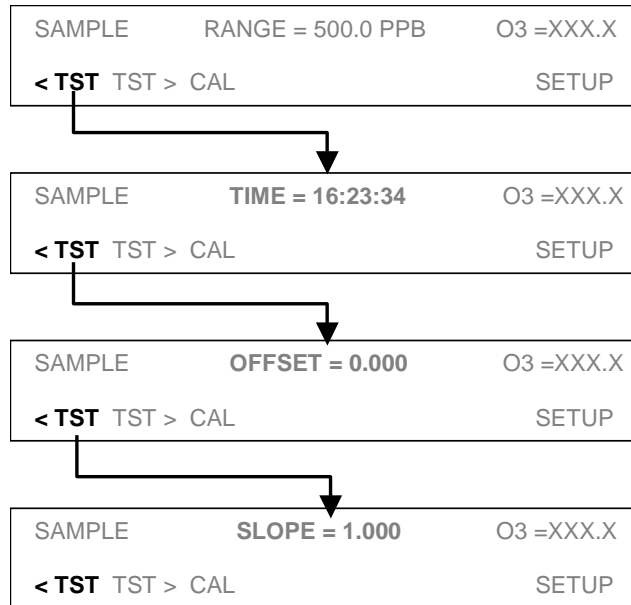 SAMPLE RANGE = 500.0 PPB O3 =XXX.X
< TST TST > CAL SETUP
SAMPLE TIME = 16:23:34 O3 =XXX.X
< TST TST > CAL SETUP
SAMPLE OFFSET = 0.000 O3 =XXX.X
< TST TST > CAL SETUP
SAMPLE SLOPE = 1.000 O3 =XXX.X
< TST TST > CAL SETUP